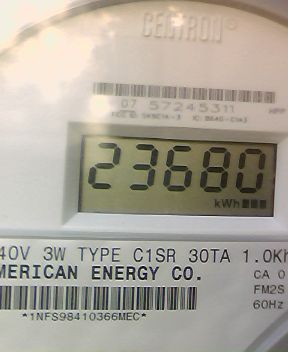 CENTRON®
07 57245311
23680
kWh
40V 3W TYPE C1SR 30TA 1.0Kh
MERICAN ENERGY CO.
CA 0
FM2S
60Hz
*1NFS98410366MEC*